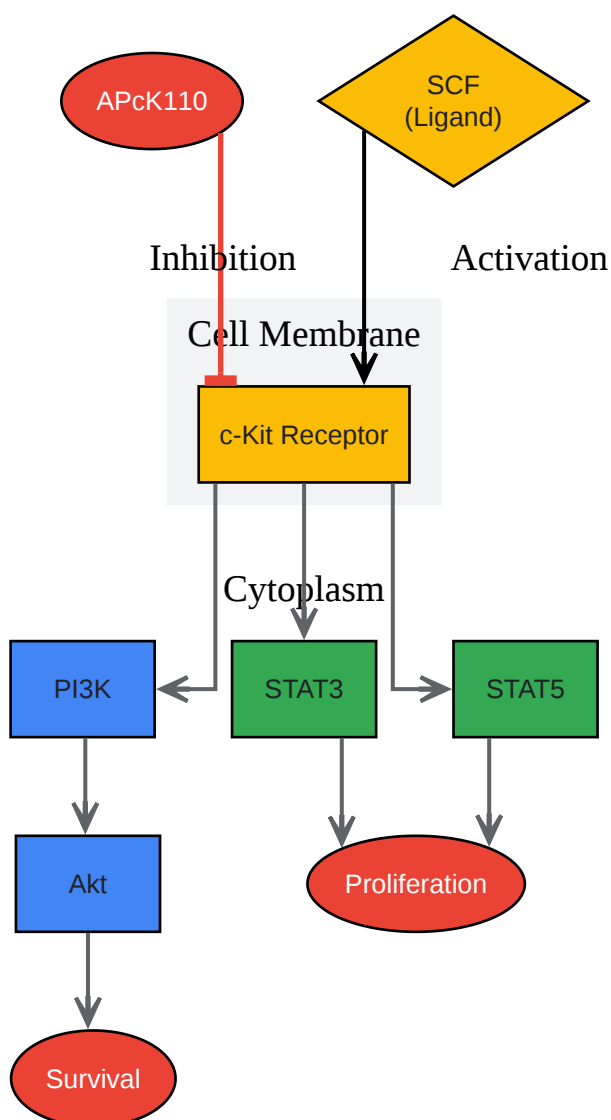 APcK110
SCF
(Ligand)
Inhibition
Activation
Cell Membrane
c-Kit Receptor
Cytoplasm
PI3K
STAT3
STAT5
Akt
Proliferation
Survival